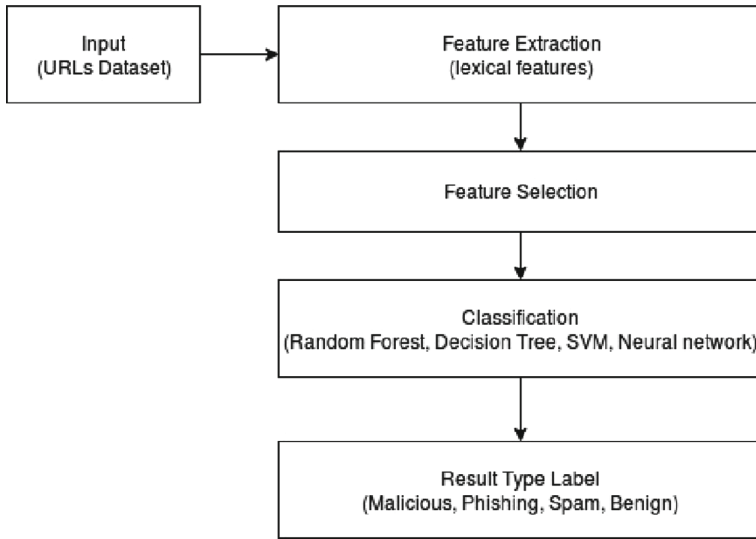 Input
(URLs Dataset)
Feature Extraction
(lexical features)
Feature Selection
Classification
(Random Forest, Decision Tree, SVM, Neural network)
Result Type Label
(Malicious, Phishing, Spam, Benign)